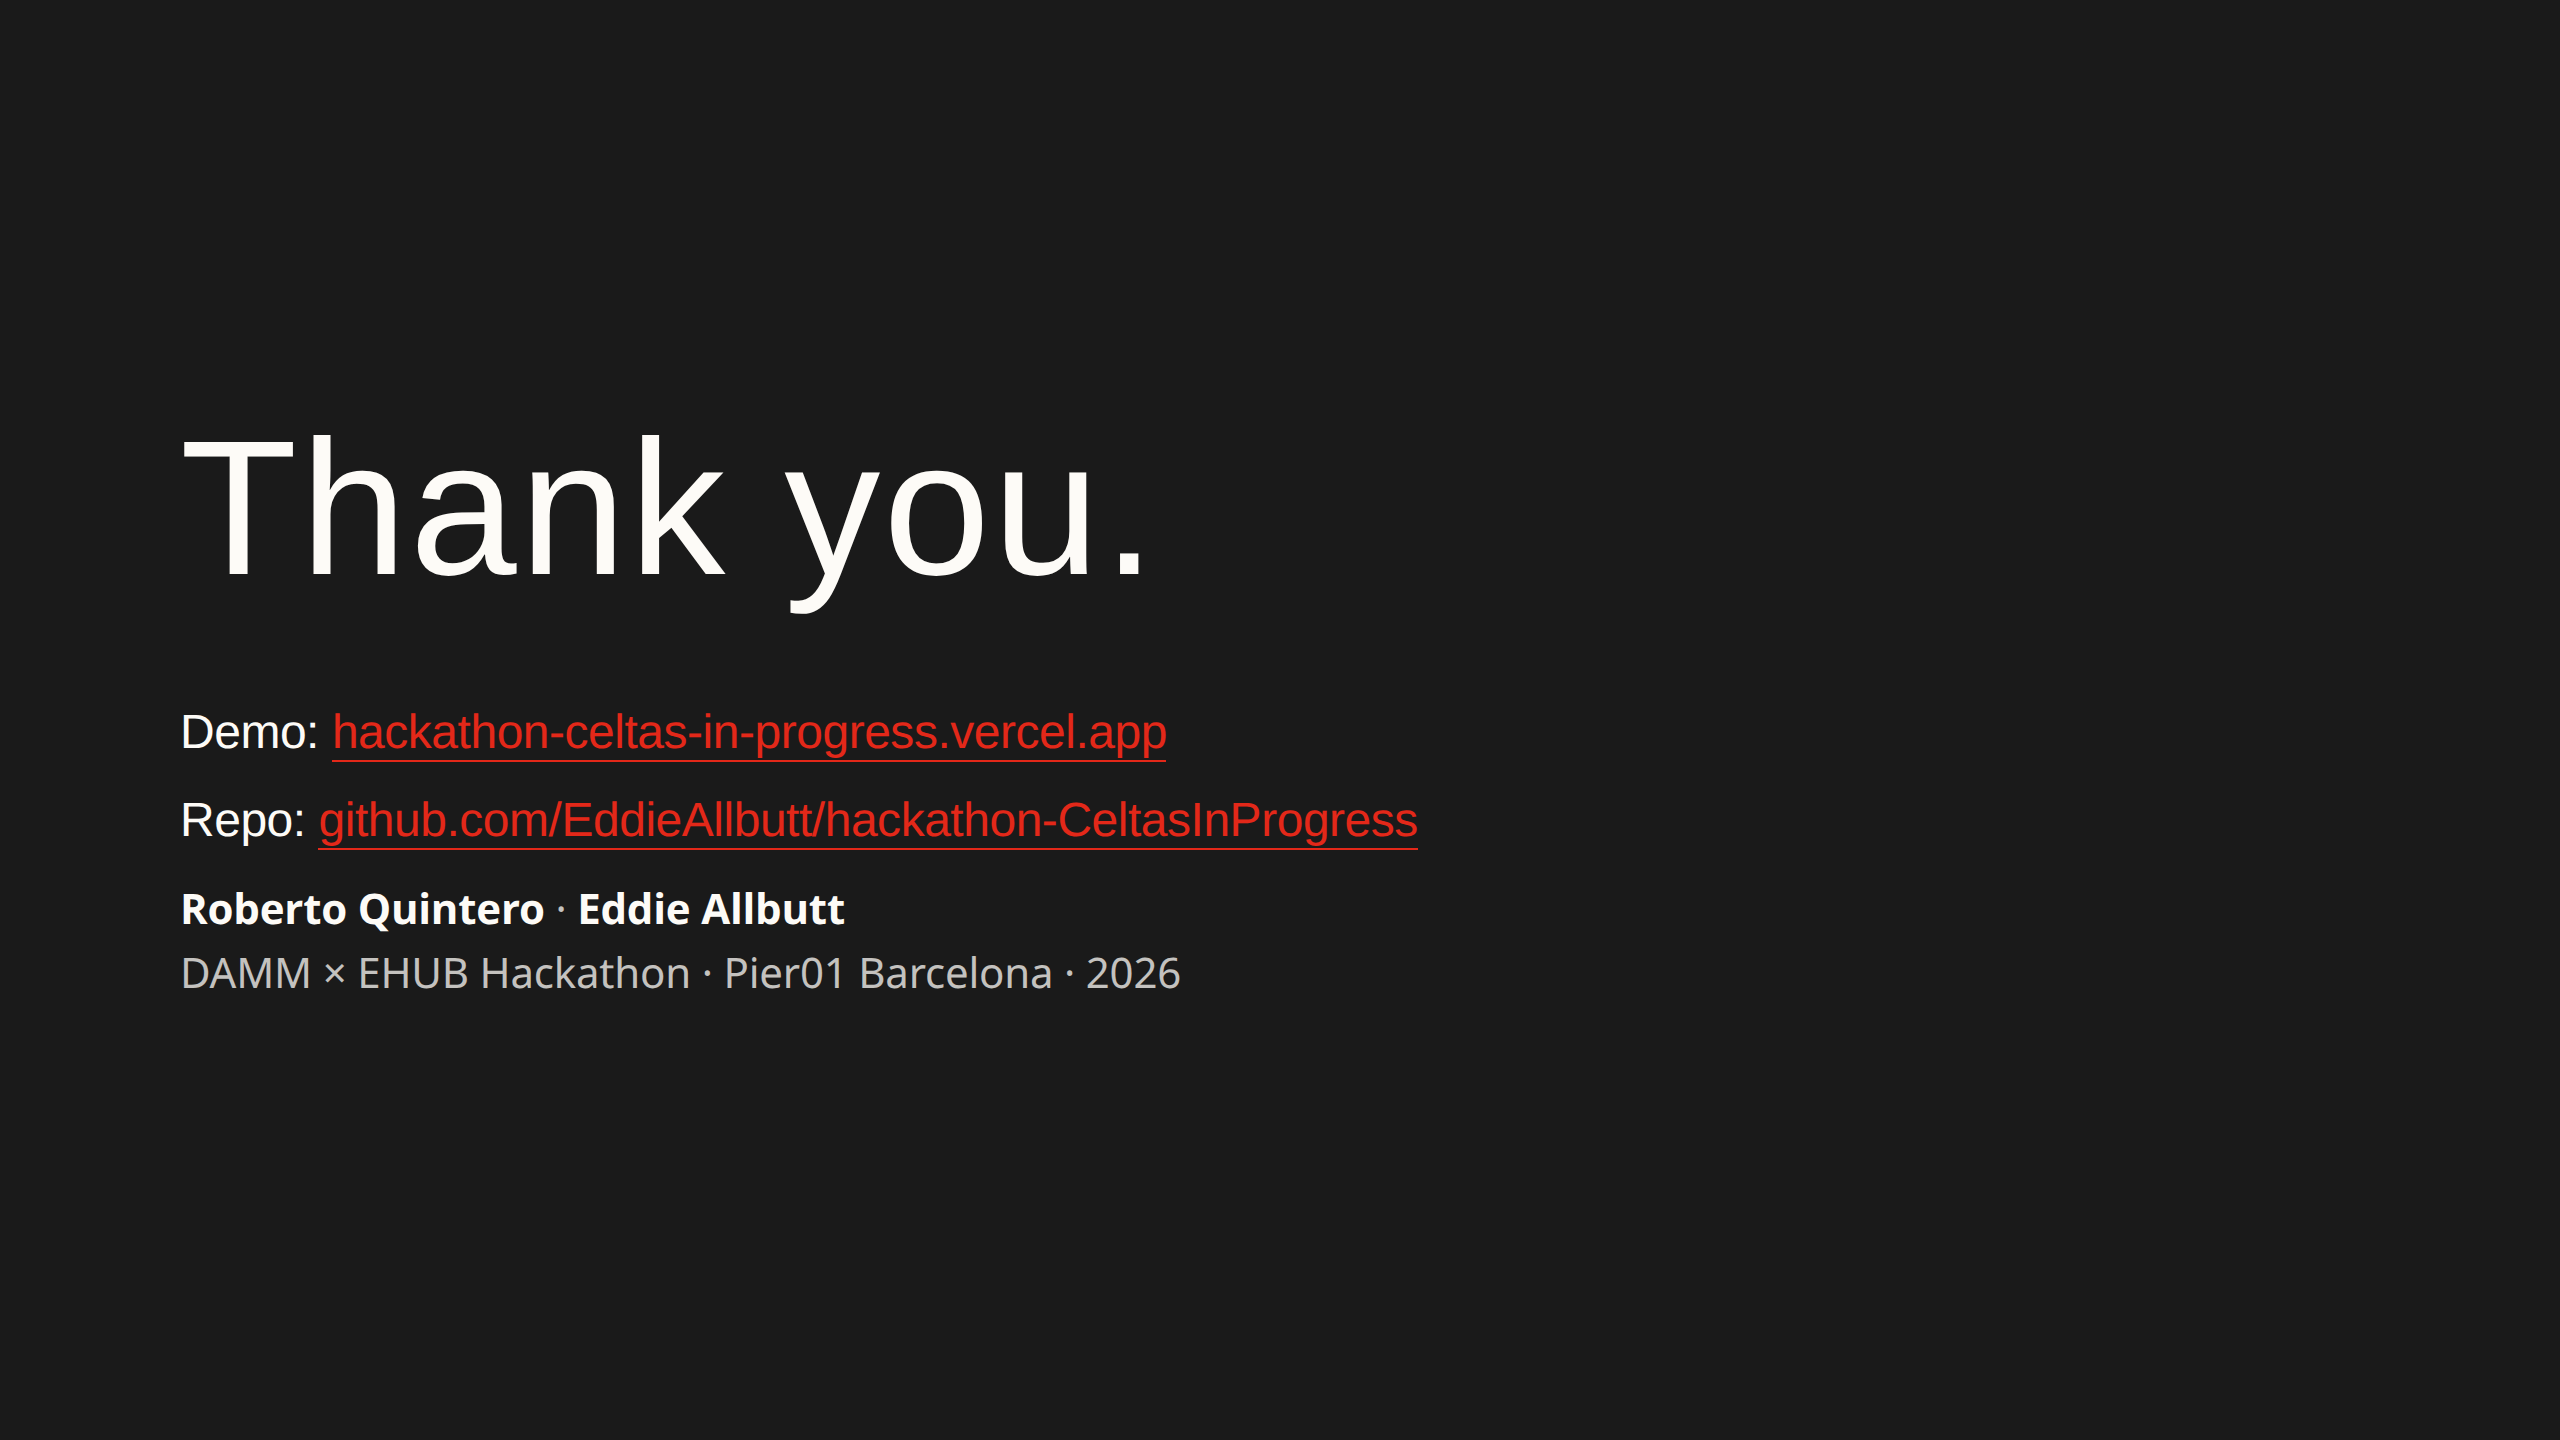 Thank you.
Demo: hackathon-celtas-in-progress.vercel.app
Repo: github.com/EddieAllbutt/hackathon-CeltasInProgress
Roberto Quintero · Eddie Allbutt
DAMM × EHUB Hackathon · Pier01 Barcelona · 2026